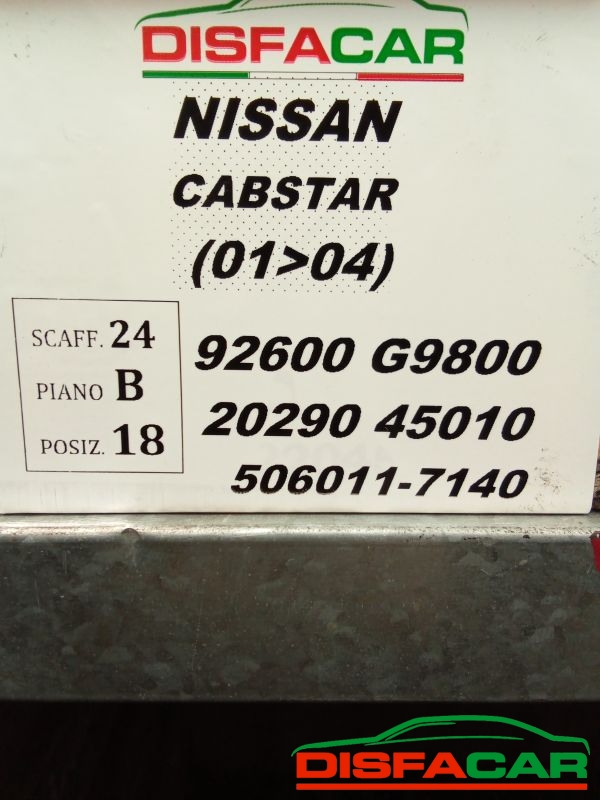 DISFACAR
NISSAN
CABSTAR
(01>04)
SCAFF. 24
PIANO B
POSIZ. 18
92600 G9800
20290 45010
506011-7140
DISFACAR